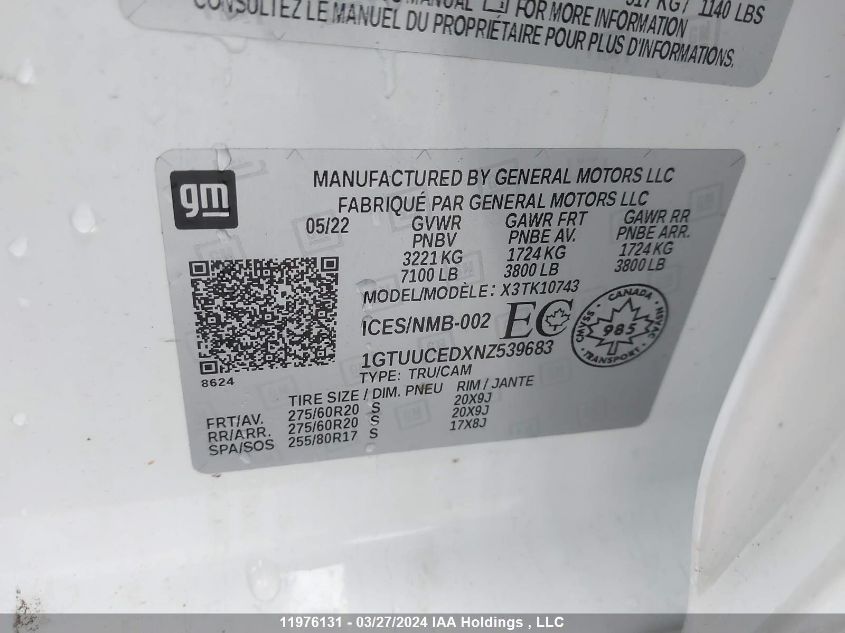 MANUAL FOR MORE INFORMATION
KG / 1140 LBS
CONSULTEZ LE MANUEL DU PROPRIÉTAIRE POUR PLUS D'INFORMATIONS.
gm
MANUFACTURED BY GENERAL MOTORS LLC
FABRIQUÉ PAR GENERAL MOTORS LLC
05/22 GVWR GAWR FRT GAWR RR
PNBV PNBE AV. PNBE ARR.
3221 KG 1724 KG 1724 KG
7100 LB 3800 LB 3800 LB
MODEL/MODÈLE: X3TK10743
ICES/NMB-002 EC
CANADA
CMVSS 985 NSVAC
TRANSPORT
1GTUUCEDXNZ539683
8624
TYPE: TRU/CAM
TIRE SIZE / DIM. PNEU RIM / JANTE
FRT/AV. 275/60R20 S 20X9J
RR/ARR. 275/60R20 S 20X9J
SPA/SOS 255/80R17 S 17X8J
11976131 - 03/27/2024 IAA Holdings , LLC